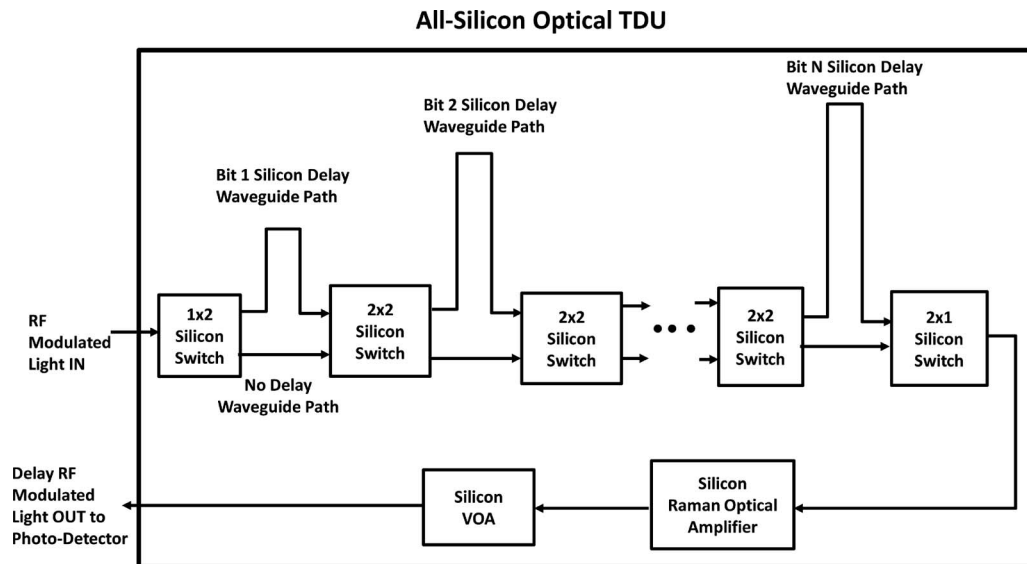 All-Silicon Optical TDU
Bit N Silicon Delay
Waveguide Path
Bit 2 Silicon Delay
Waveguide Path
Bit 1 Silicon Delay
Waveguide Path
RF
Modulated
Light IN
1x2
Silicon
Switch
2x2
Silicon
Switch
2x2
Silicon
Switch
2x2
Silicon
Switch
2x1
Silicon
Switch
No Delay
Waveguide Path
Delay RF
Modulated
Light OUT to
Photo-Detector
Silicon
VOA
Silicon
Raman Optical
Amplifier